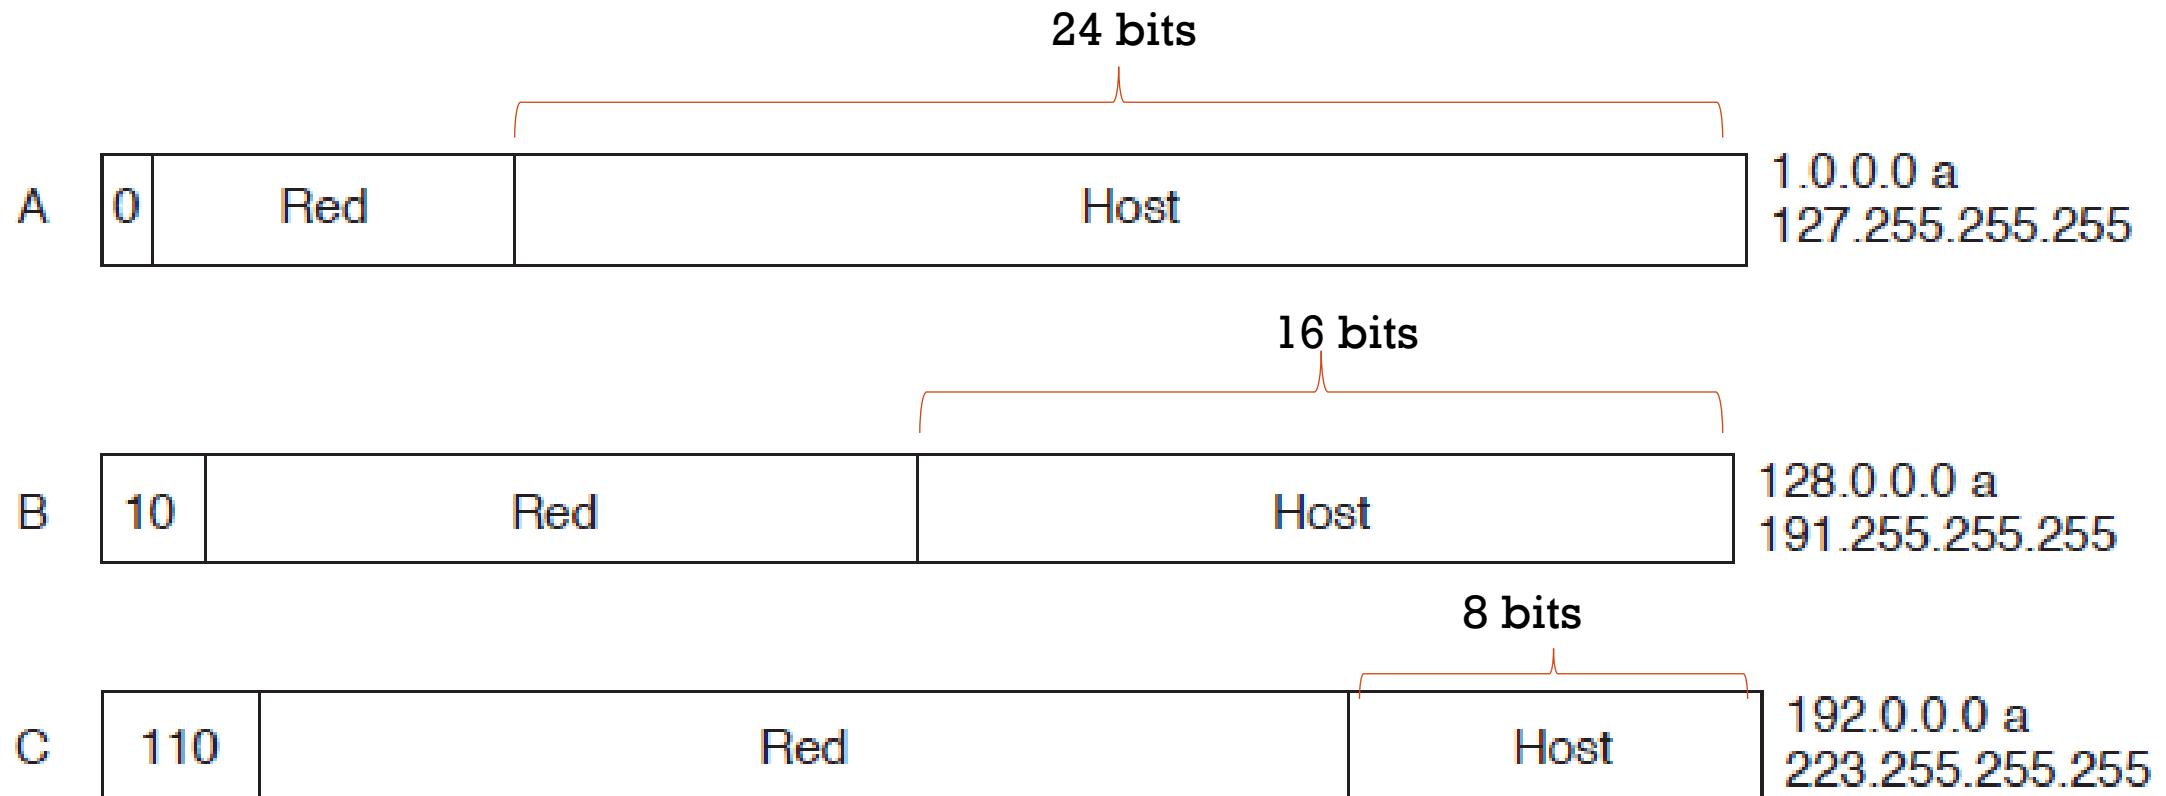 24 bits
A 0 Red Host 1.0.0.0 a
127.255.255.255
16 bits
B 10 Red Host 128.0.0.0 a
191.255.255.255
8 bits
C 110 Red Host 192.0.0.0 a
223.255.255.255